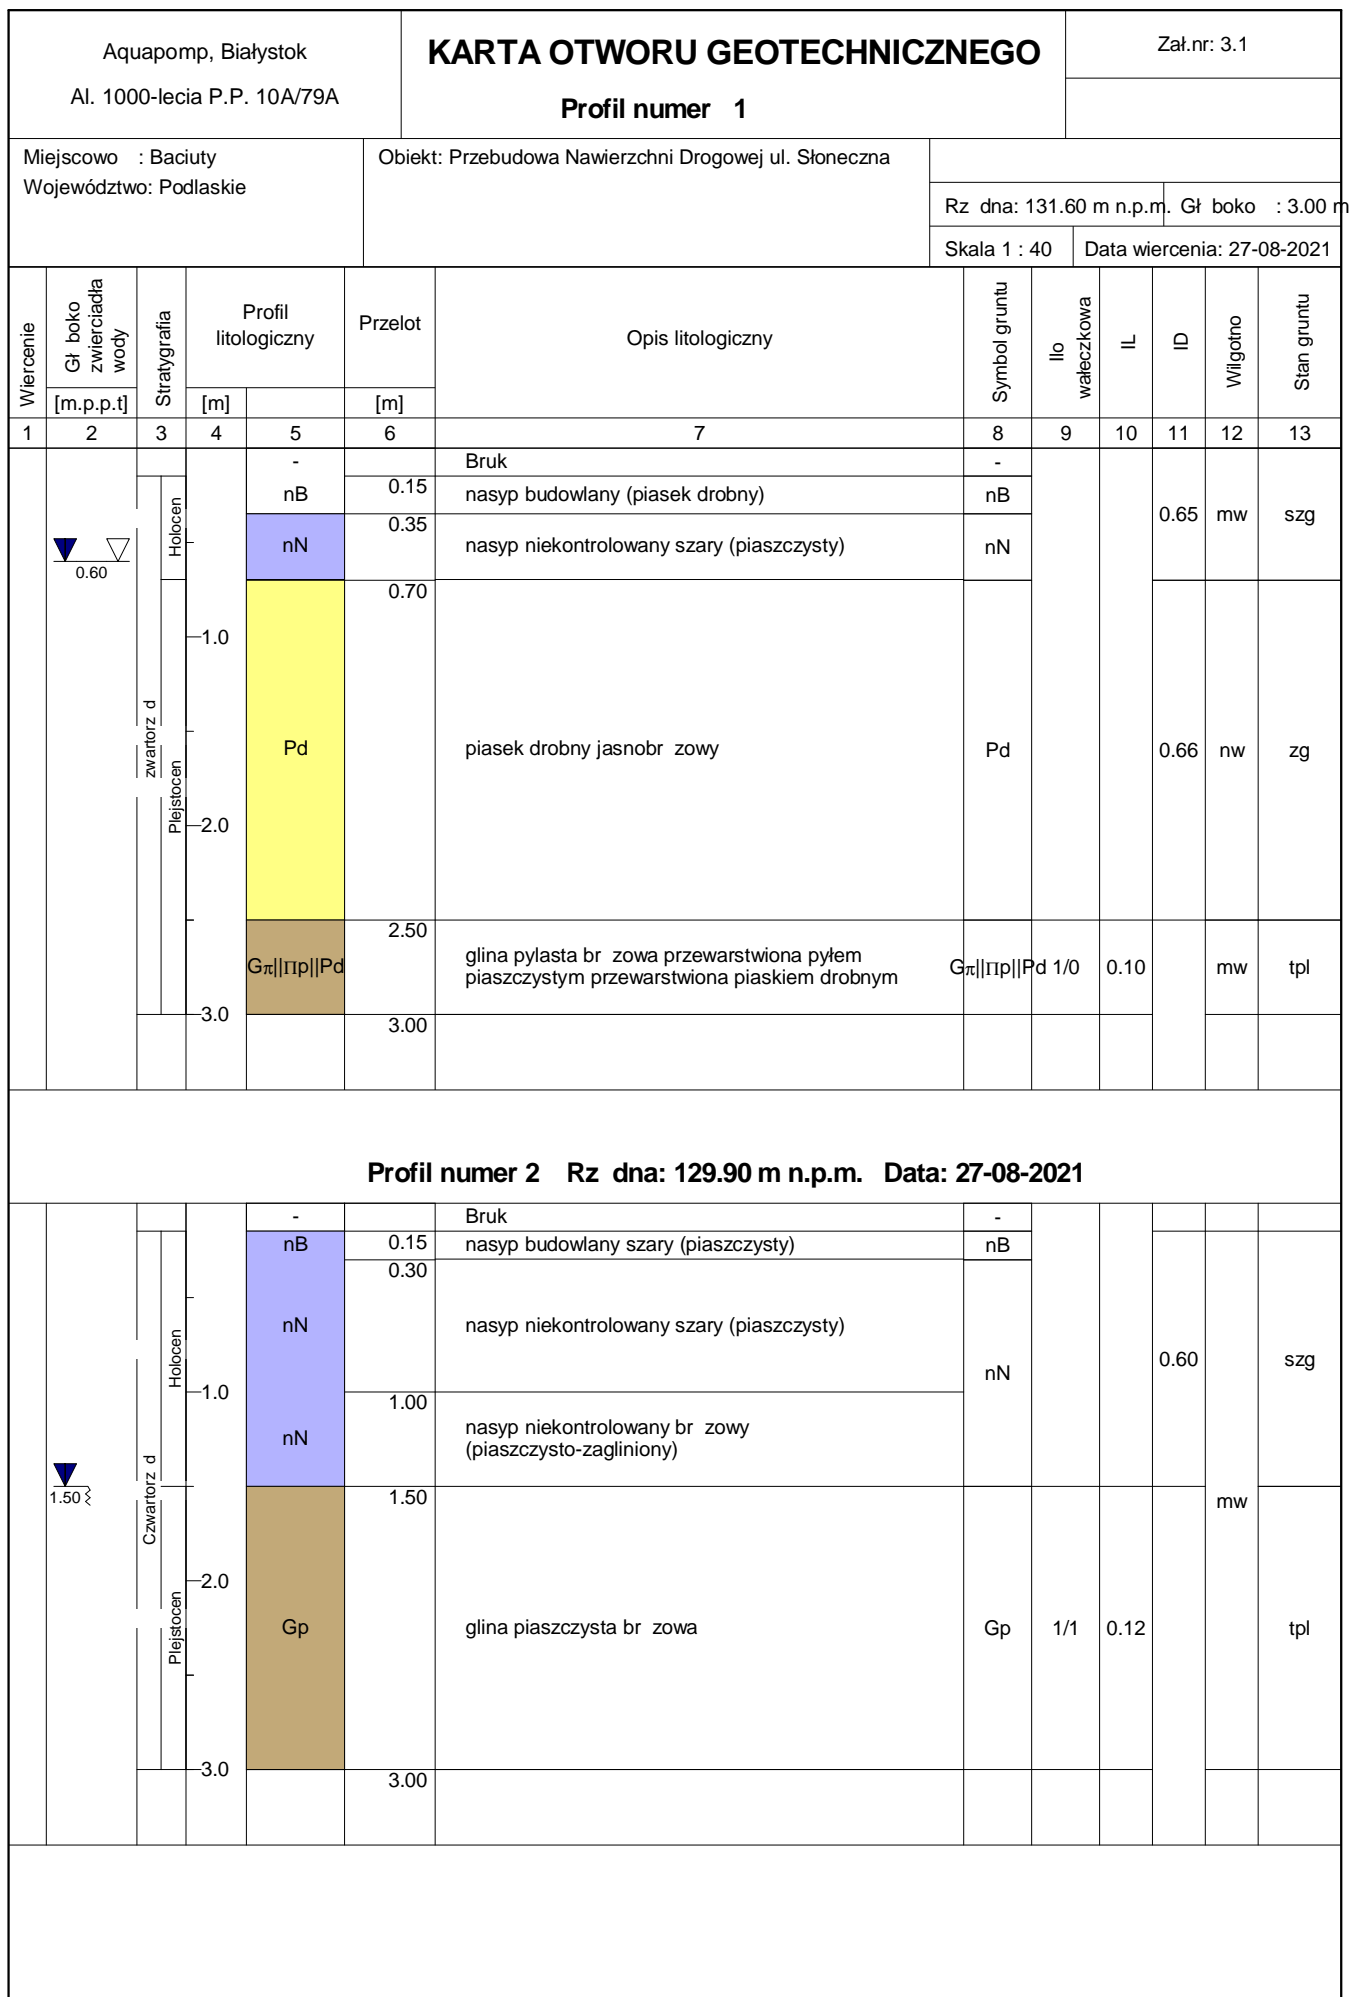 Aquapomp, Białystok
Al. 1000-lecia P.P. 10A/79A
KARTA OTWORU GEOTECHNICZNEGO
Profil numer 1
Zał.nr: 3.1
Miejscowo : Baciuty
Województwo: Podlaskie
Obiekt: Przebudowa Nawierzchni Drogowej ul. Słoneczna
Rz dna: 131.60 m n.p.m. Gł boko : 3.00 m
Skala 1 : 40 Data wiercenia: 27-08-2021
Wiercenie
Gł boko
zwierciadła
wody
[m.p.p.t]
Stratygrafia
Profil
litologiczny
[m]
Przelot
[m]
Opis litologiczny
Symbol gruntu
Ilo
wałeczkowa
IL
ID
Wilgotno
Stan gruntu
1 2 3 4 5 6 7 8 9 10 11 12 13
- Bruk -
nB 0.15 nasyp budowlany (piasek drobny) nB
0.35
nN nasyp niekontrolowany szary (piaszczysty) nN
0.65 mw szg
0.60
Holocen
0.70
1.0
zwartorz d
Plejstocen
Pd piasek drobny jasnobr zowy Pd 0.66 nw zg
2.0
2.50
Gπ||Πp||Pd
glina pylasta br zowa przewarstwiona pyłem
piaszczystym przewarstwiona piaskiem drobnym
Gπ||Πp||Pd 1/0 0.10 mw tpl
3.0
3.00
Profil numer 2 Rz dna: 129.90 m n.p.m. Data: 27-08-2021
- Bruk -
nB 0.15 nasyp budowlany szary (piaszczysty) nB
0.30
nN nasyp niekontrolowany szary (piaszczysty)
Holocen
0.60 szg
nN
1.0
1.00
nN nasyp niekontrolowany br zowy
(piaszczysto-zagliniony)
1.50
Czwartorz d
1.50
mw
2.0
Plejstocen
Gp glina piaszczysta br zowa Gp 1/1 0.12 tpl
3.0
3.00